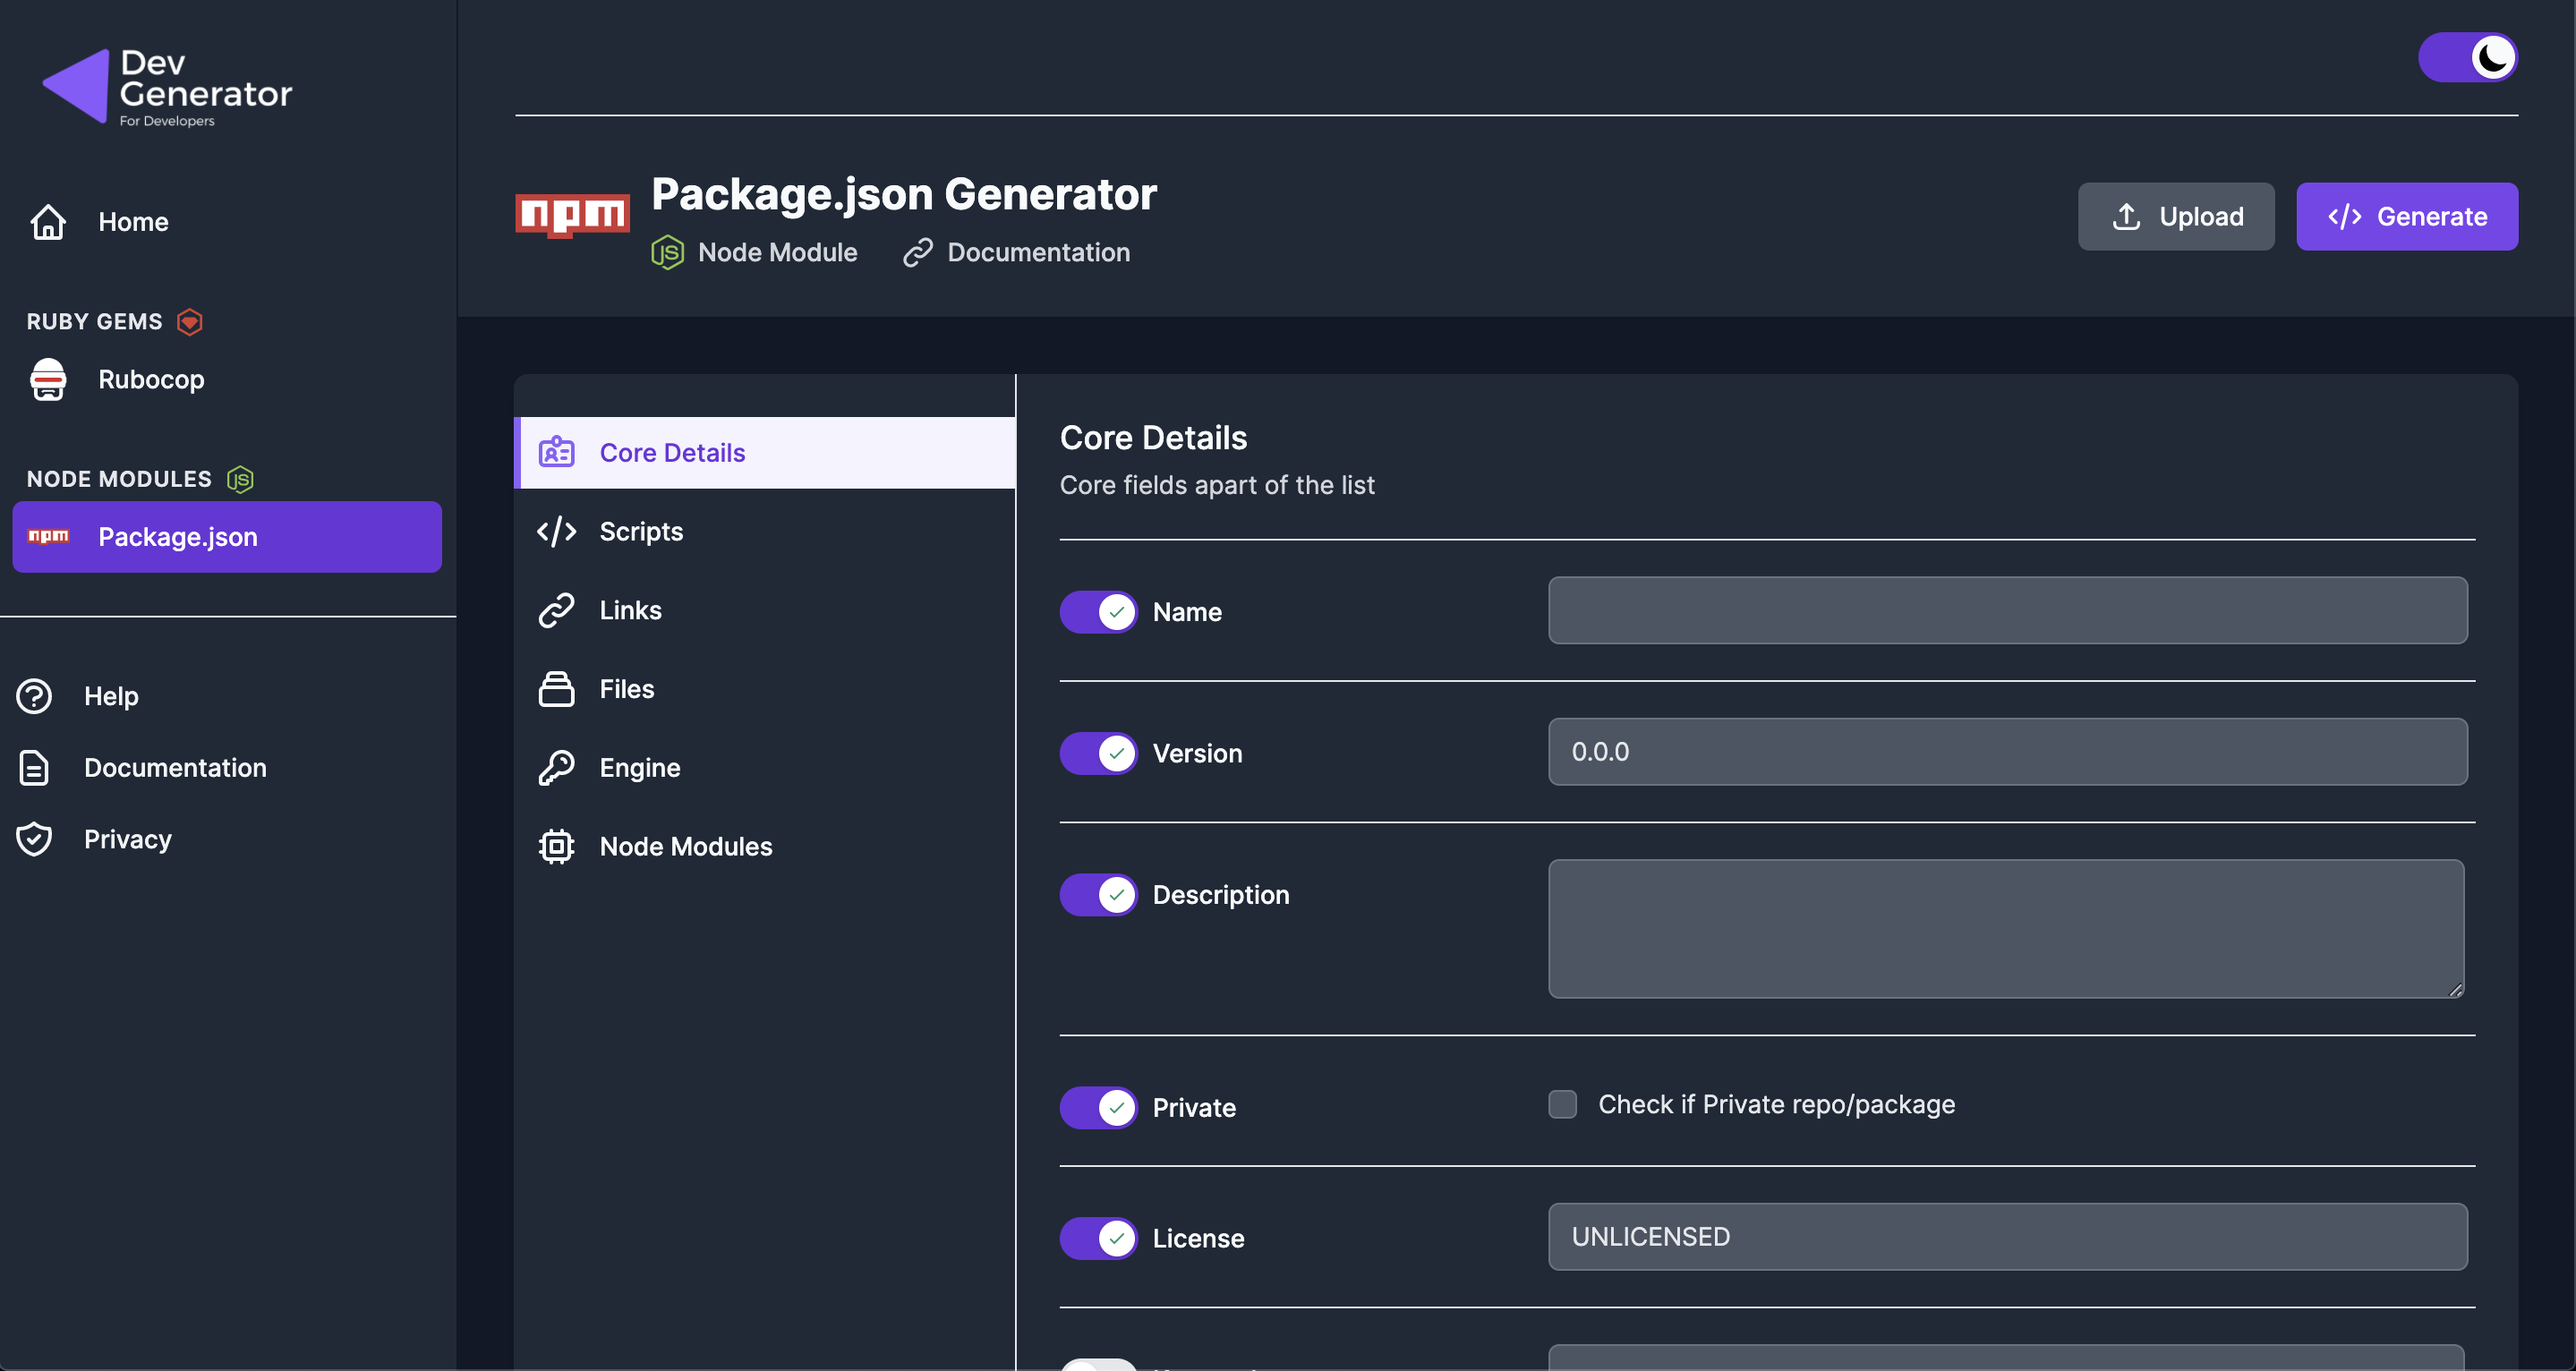 Dev
Generator
For Developers
Home
RUBY GEMS
Rubocop
NODE MODULES
JS
npm
Package.json
Help
Documentation
Privacy
npm
Package.json Generator
JS
Node Module
Documentation
Upload
</> Generate
Core Details
</> Scripts
Links
Files
Engine
Node Modules
Core Details
Core fields apart of the list
Name
Version
0.0.0
Description
Private
Check if Private repo/package
License
UNLICENSED